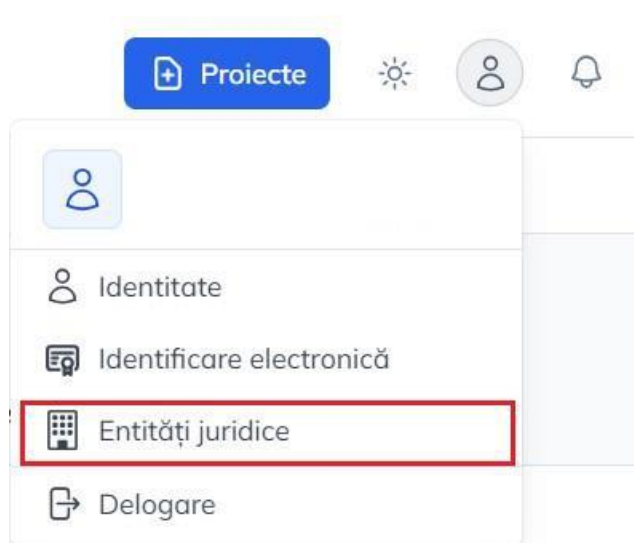 Proiecte
Identitate
Identificare electronică
Entități juridice
Delogare